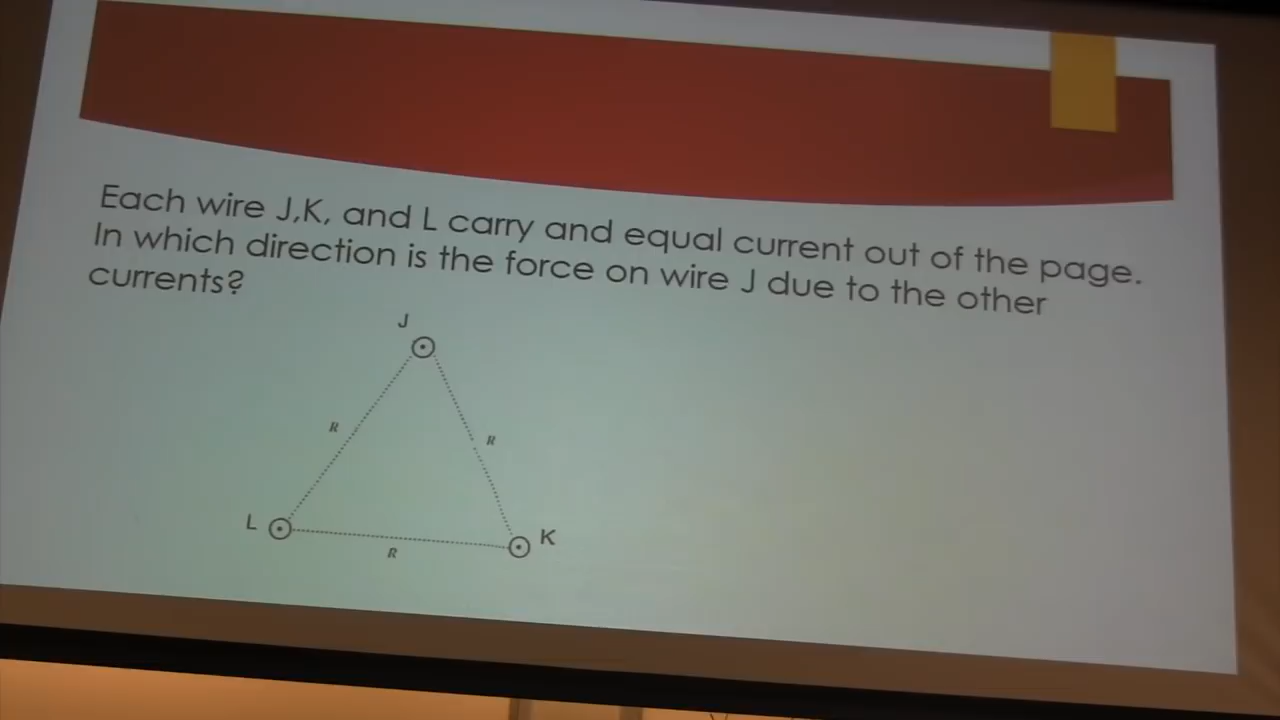 Each wire J,K, and L carry and equal current out of the page.
In which direction is the force on wire J due to the other
currents?
J
R
R
L
K
R